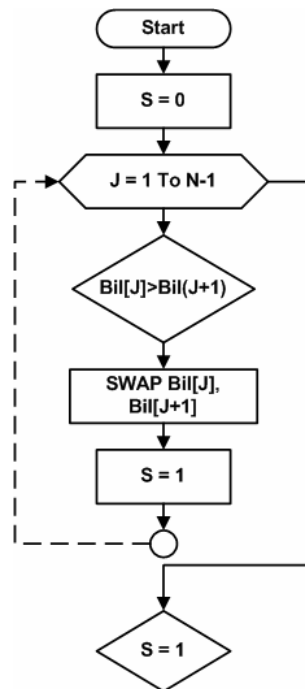 Start
S = 0
J = 1 To N-1
Bil[J]>Bil(J+1)
SWAP Bil[J],
Bil[J+1]
S = 1
S = 1